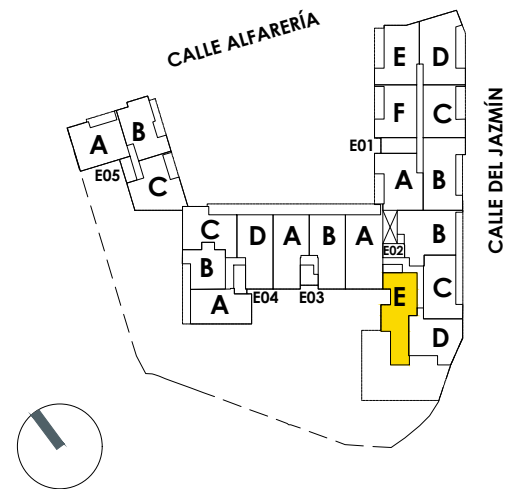 CALLE ALFARERÍA
CALLE DEL JAZMÍN
E D
F C
E01
A B
A B
E05
C
C D A B A
E02
B
B
E04 E03
A
E C
D